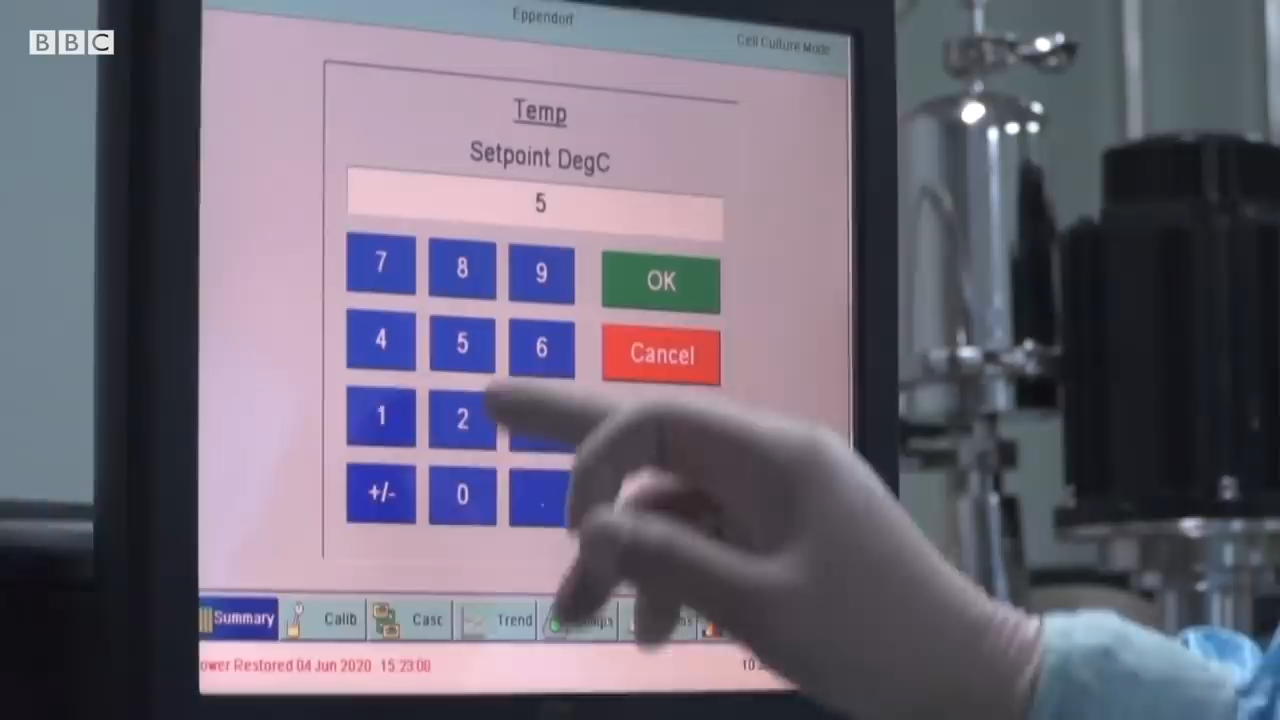 BBC
Eppendorf
Cell Culture Mode
Temp
Setpoint DegC
5
7 8 9 OK
4 5 6 Cancel
1 2
+/- 0 .
Summary Calib Casc Trend
ower Restored 04 Jun 2020 15:23:00